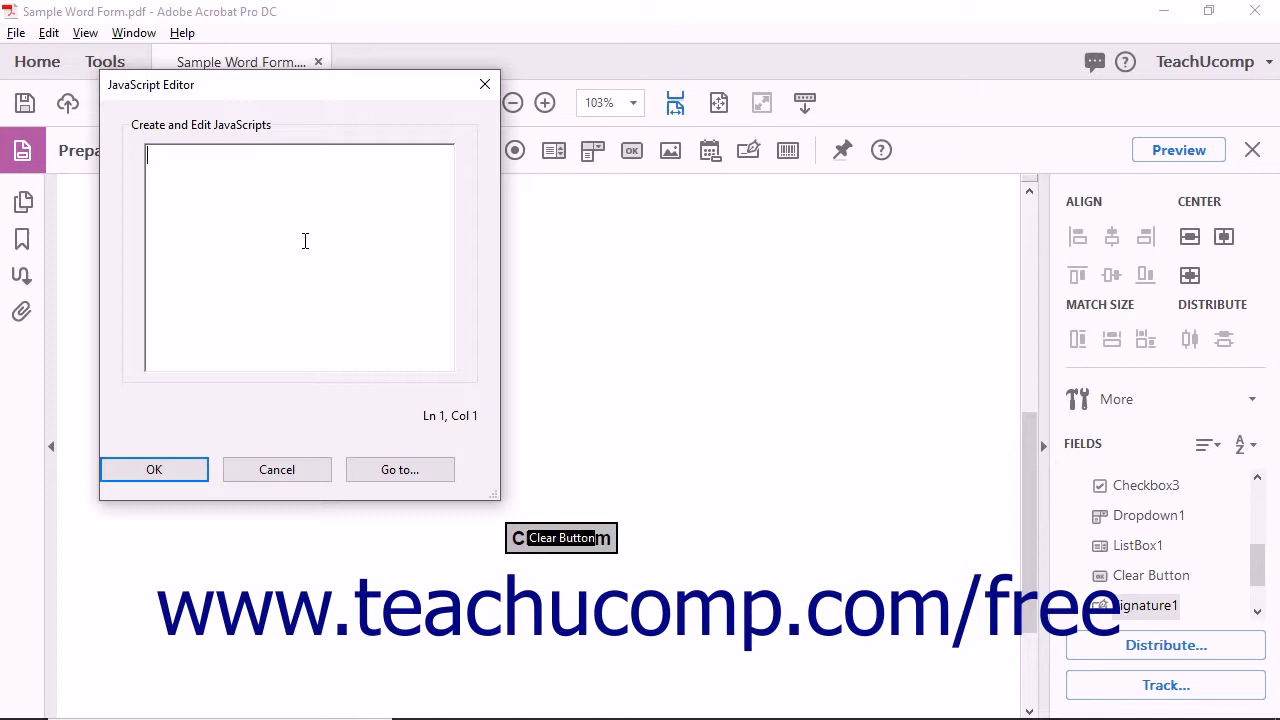 Sample Word Form.pdf - Adobe Acrobat Pro DC
File Edit View Window Help
Home Tools Sample Word Form.... × TeachUcomp
JavaScript Editor
103%
Create and Edit JavaScripts
Prepa
OK
Preview
ALIGN CENTER
MATCH SIZE DISTRIBUTE
More
Ln 1, Col 1
FIELDS
OK Cancel Go to...
Checkbox3
Dropdown1
ListBox1
Clear Button
C Clear Button m
www.teachucomp.com/free
Distribute...
Track...